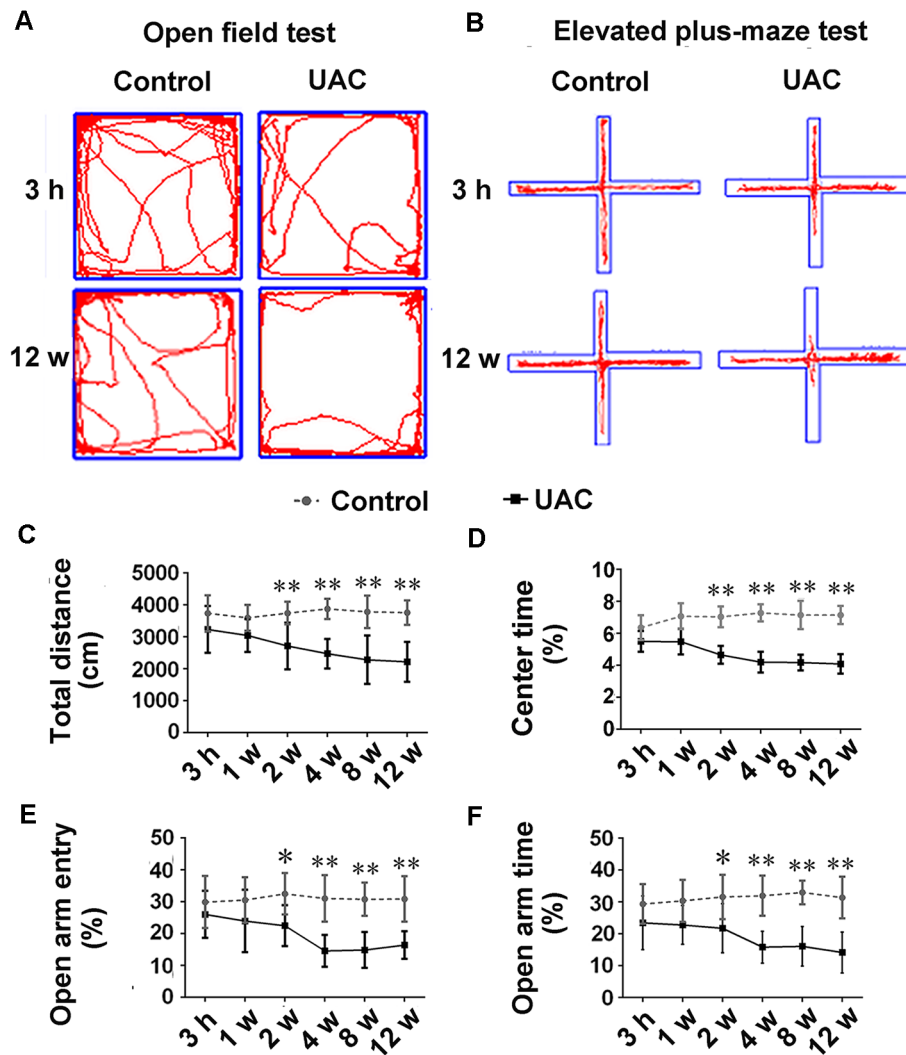 A
Open field test
B
Elevated plus-maze test
Control
UAC
Control
UAC
3 h
3 h
12 w
12 w
Control
UAC
C
Total distance
(cm)
5000
4000
3000
2000
1000
0
** ** ** **
3 h 1 w 2 w 4 w 8 w 12 w
D
Center time
(%)
10
8
6
4
2
0
** ** ** **
3 h 1 w 2 w 4 w 8 w 12 w
E
Open arm entry
(%)
50
40
30
20
10
0
* ** ** **
3 h 1 w 2 w 4 w 8 w 12 w
F
Open arm time
(%)
50
40
30
20
10
0
* ** ** **
3 h 1 w 2 w 4 w 8 w 12 w